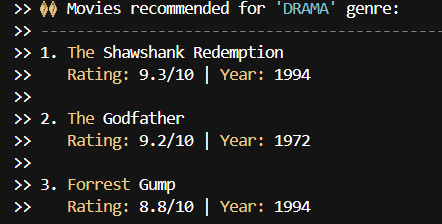 >> �� Movies recommended for 'DRAMA' genre:
>> --------------------------------------------------
>> 1. The Shawshank Redemption
>>    Rating: 9.3/10 | Year: 1994
>>
>> 2. The Godfather
>>    Rating: 9.2/10 | Year: 1972
>>
>> 3. Forrest Gump
>>    Rating: 8.8/10 | Year: 1994